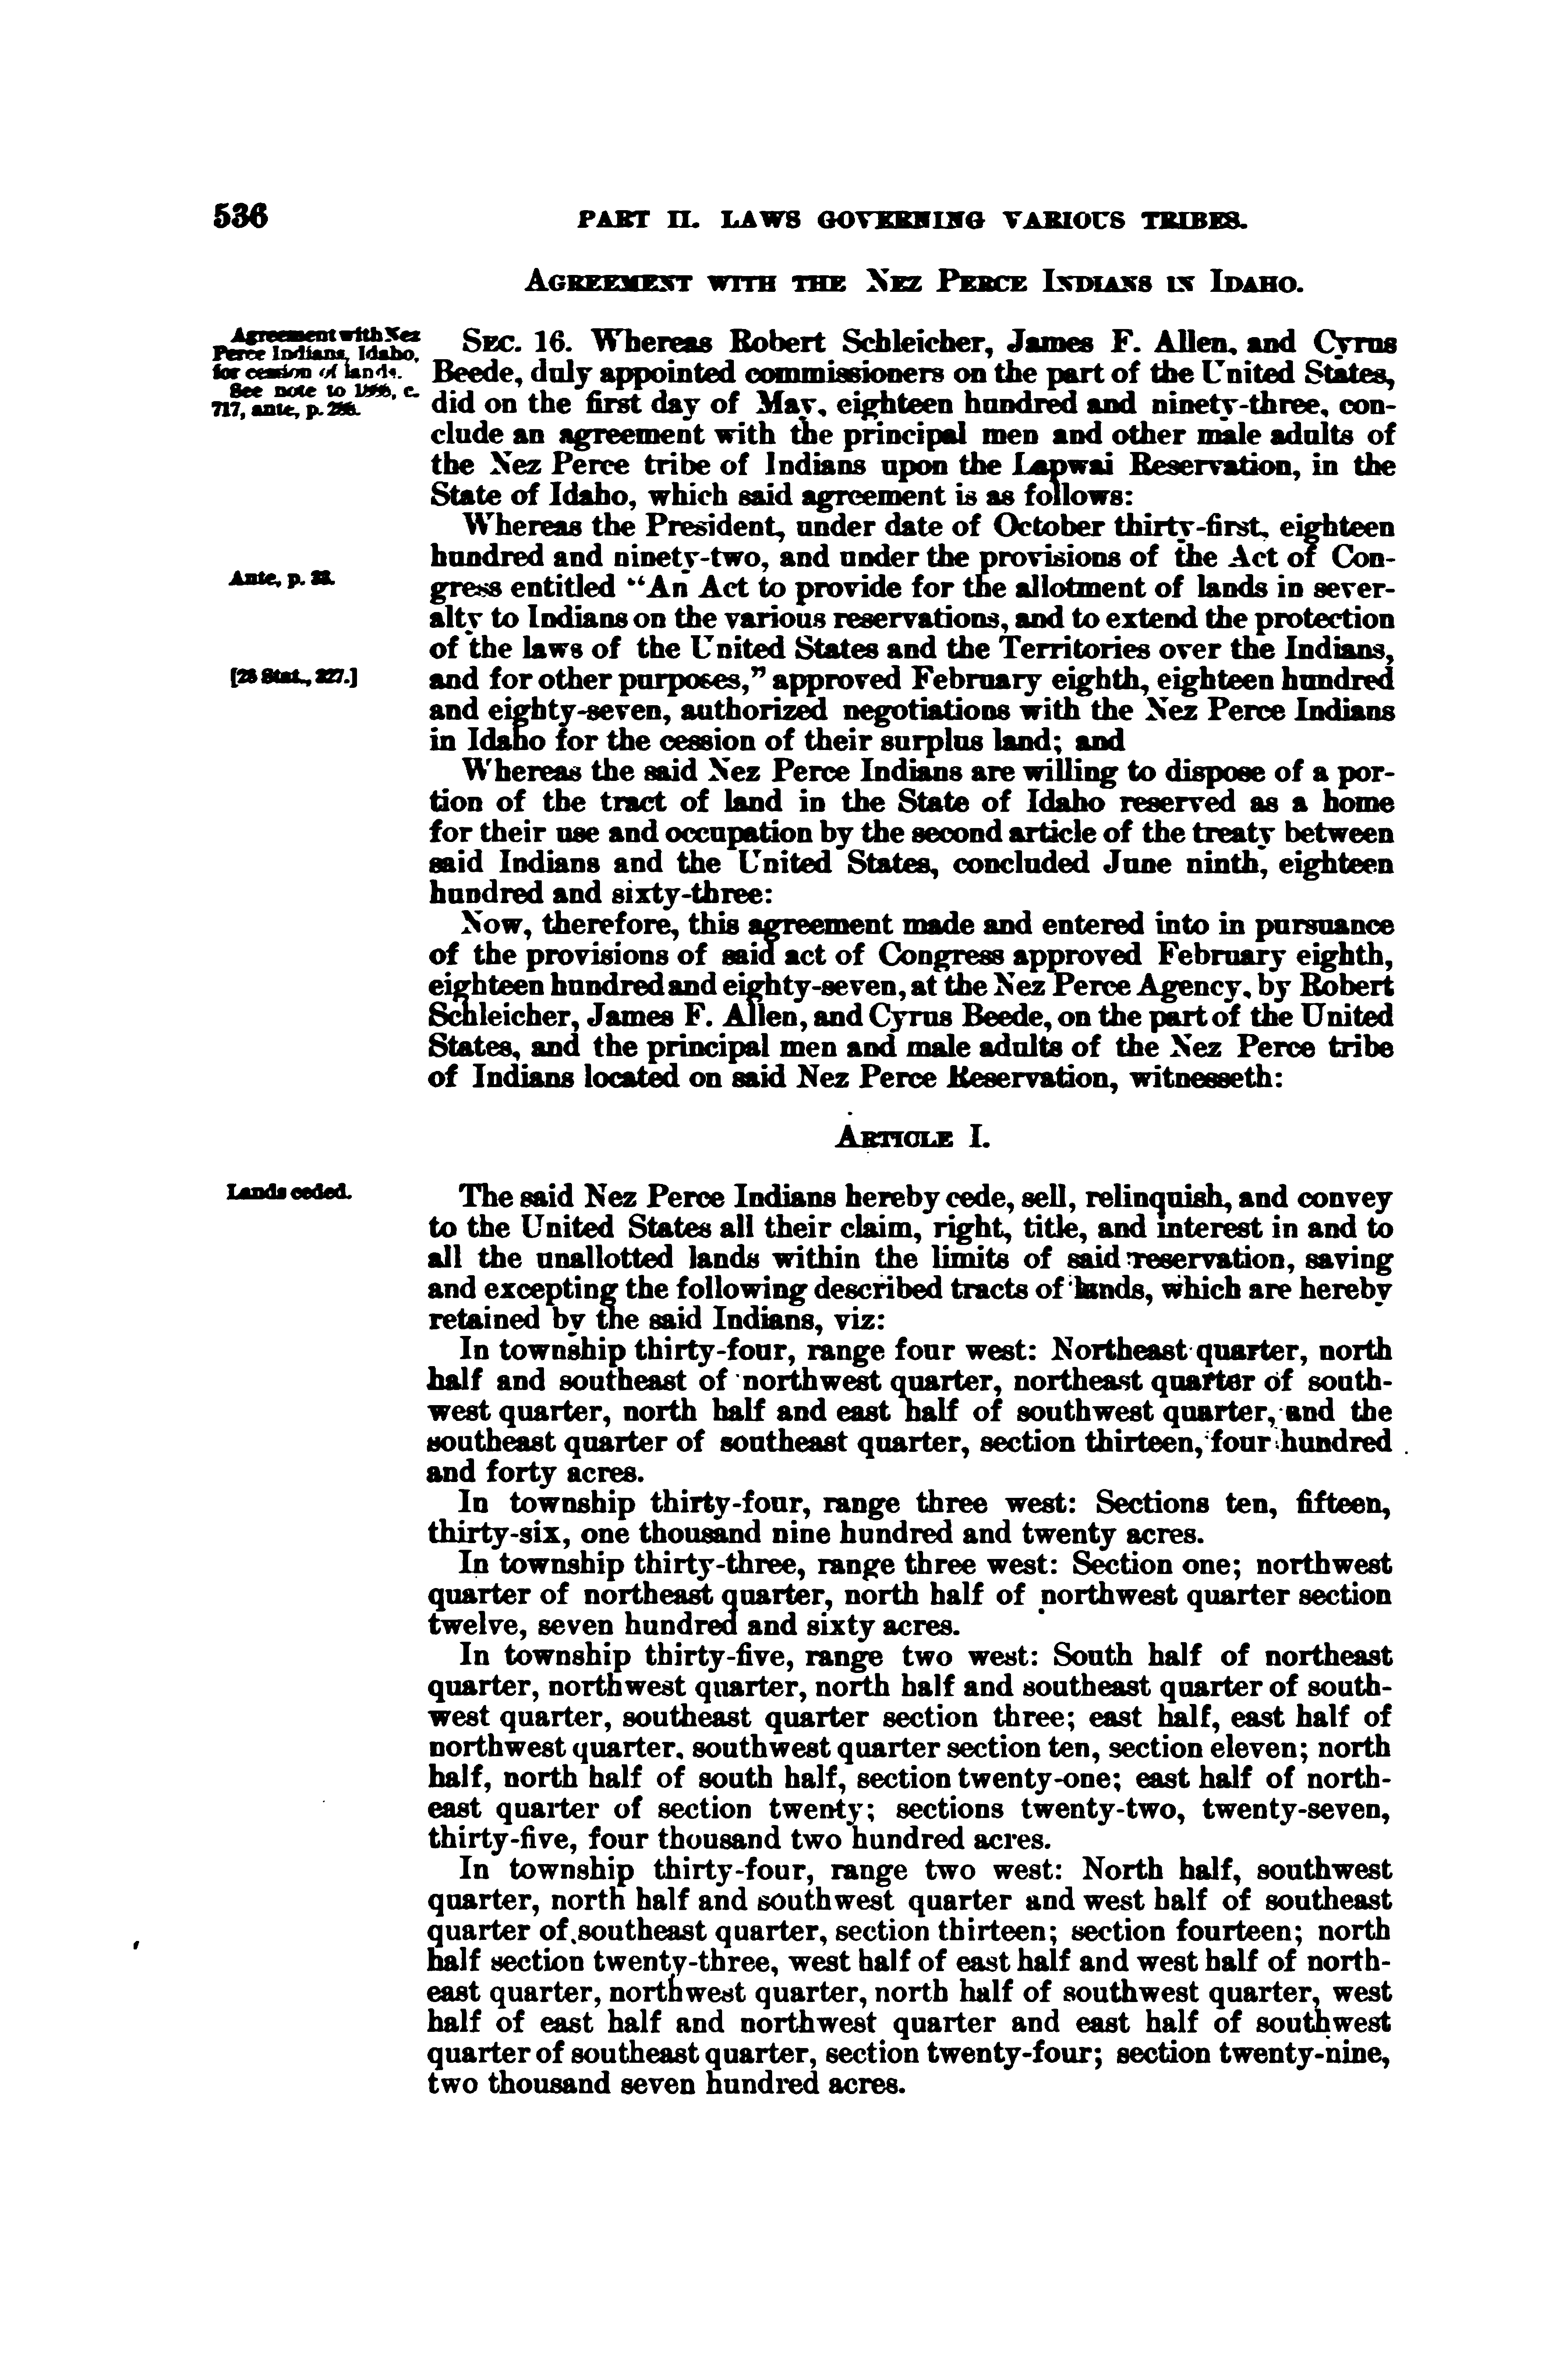 536
PART II. LAWS GOVERNING VARIOUS TRIBES.
AGREEMENT WITH THE NEZ PERCE INDIANS IN IDAHO.
Agreement with Nez
Perce Indians, Idaho,
for cession of lands.
See note to 1895, c.
717, ante, p.
SEC. 16. Whereas Robert Schleicher, James F. Allen, and Cyrus
Beede, duly appointed commissioners on the part of the United States,
did on the first day of May, eighteen hundred and ninety-three, con-
clude an agreement with the principal men and other male adults of
the Nez Perce tribe of Indians upon the Lapwai Reservation, in the
State of Idaho, which said agreement is as follows:
Whereas the President, under date of October thirty-first, eighteen
hundred and ninety-two, and under the provisions of the Act of Con-
Ante, p. 33.
gress entitled "An Act to provide for the allotment of lands in sever-
alty to Indians on the various reservations, and to extend the protection
of the laws of the United States and the Territories over the Indians,
[28 Stat., 327.]
and for other purposes," approved February eighth, eighteen hundred
and eighty-seven, authorized negotiations with the Nez Perce Indians
in Idaho for the cession of their surplus land; and
Whereas the said Nez Perce Indians are willing to dispose of a por-
tion of the tract of land in the State of Idaho reserved as a home
for their use and occupation by the second article of the treaty between
said Indians and the United States, concluded June ninth, eighteen
hundred and sixty-three:
Now, therefore, this agreement made and entered into in pursuance
of the provisions of said act of Congress approved February eighth,
eighteen hundred and eighty-seven, at the Nez Perce Agency, by Robert
Schleicher, James F. Allen, and Cyrus Beede, on the part of the United
States, and the principal men and male adults of the Nez Perce tribe
of Indians located on said Nez Perce Reservation, witnesseth:
ARTICLE I.
Lands ceded.
The said Nez Perce Indians hereby cede, sell, relinquish, and convey
to the United States all their claim, right, title, and interest in and to
all the unallotted lands within the limits of said reservation, saving
and excepting the following described tracts of lands, which are hereby
retained by the said Indians, viz:
In township thirty-four, range four west: Northeast quarter, north
half and southeast of northwest quarter, northeast quarter of south-
west quarter, north half and east half of southwest quarter, and the
southeast quarter of southeast quarter, section thirteen, four hundred
and forty acres.
In township thirty-four, range three west: Sections ten, fifteen,
thirty-six, one thousand nine hundred and twenty acres.
In township thirty-three, range three west: Section one; northwest
quarter of northeast quarter, north half of northwest quarter section
twelve, seven hundred and sixty acres.
In township thirty-five, range two west: South half of northeast
quarter, northwest quarter, north half and southeast quarter of south-
west quarter, southeast quarter section three; east half, east half of
northwest quarter, southwest quarter section ten, section eleven; north
half, north half of south half, section twenty-one; east half of north-
east quarter of section twenty; sections twenty-two, twenty-seven,
thirty-five, four thousand two hundred acres.
In township thirty-four, range two west: North half, southwest
quarter, north half and southwest quarter and west half of southeast
quarter of southeast quarter, section thirteen; section fourteen; north
half section twenty-three, west half of east half and west half of north-
east quarter, northwest quarter, north half of southwest quarter, west
half of east half and northwest quarter and east half of southwest
quarter of southeast quarter, section twenty-four; section twenty-nine,
two thousand seven hundred acres.